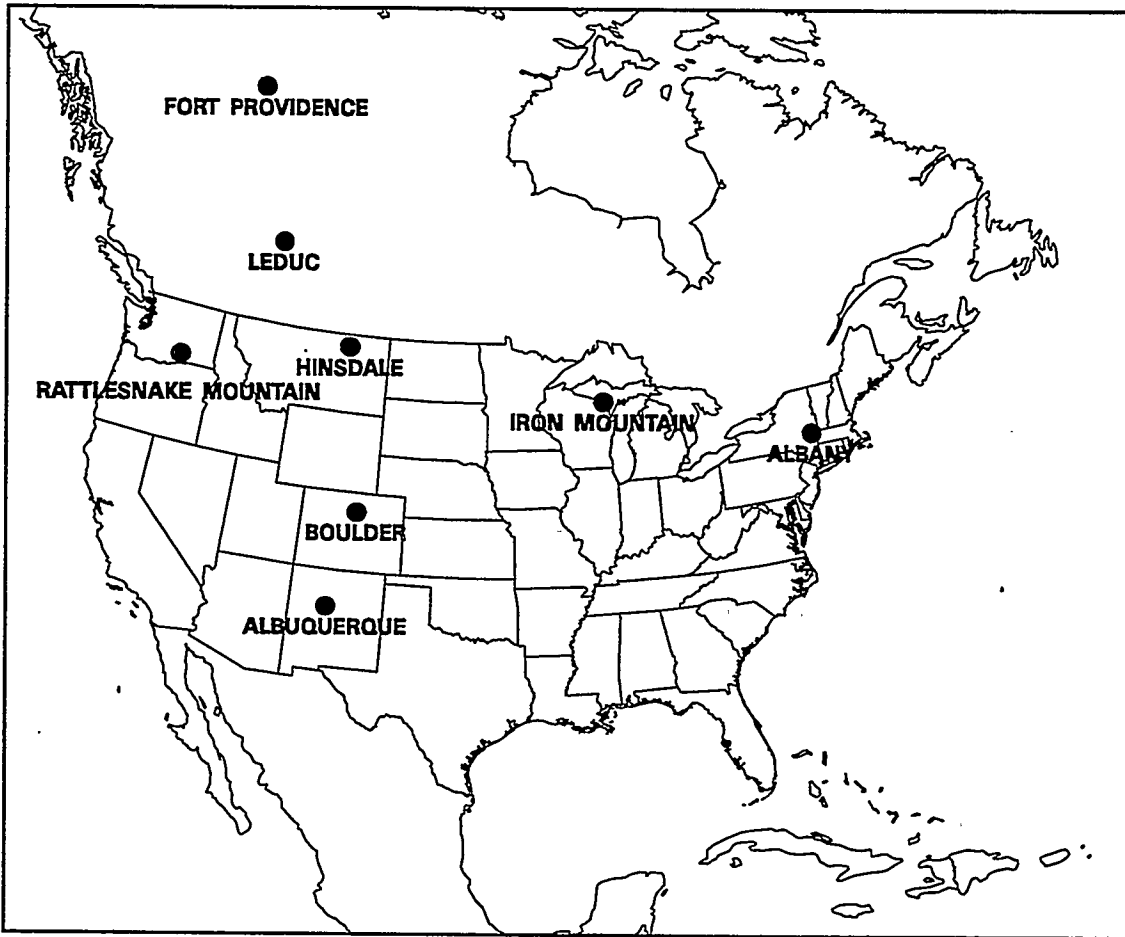 FORT PROVIDENCE
LEDUC
HINSDALE
RATTLESNAKE MOUNTAIN
IRON MOUNTAIN
ALBANY
BOULDER
ALBUQUERQUE